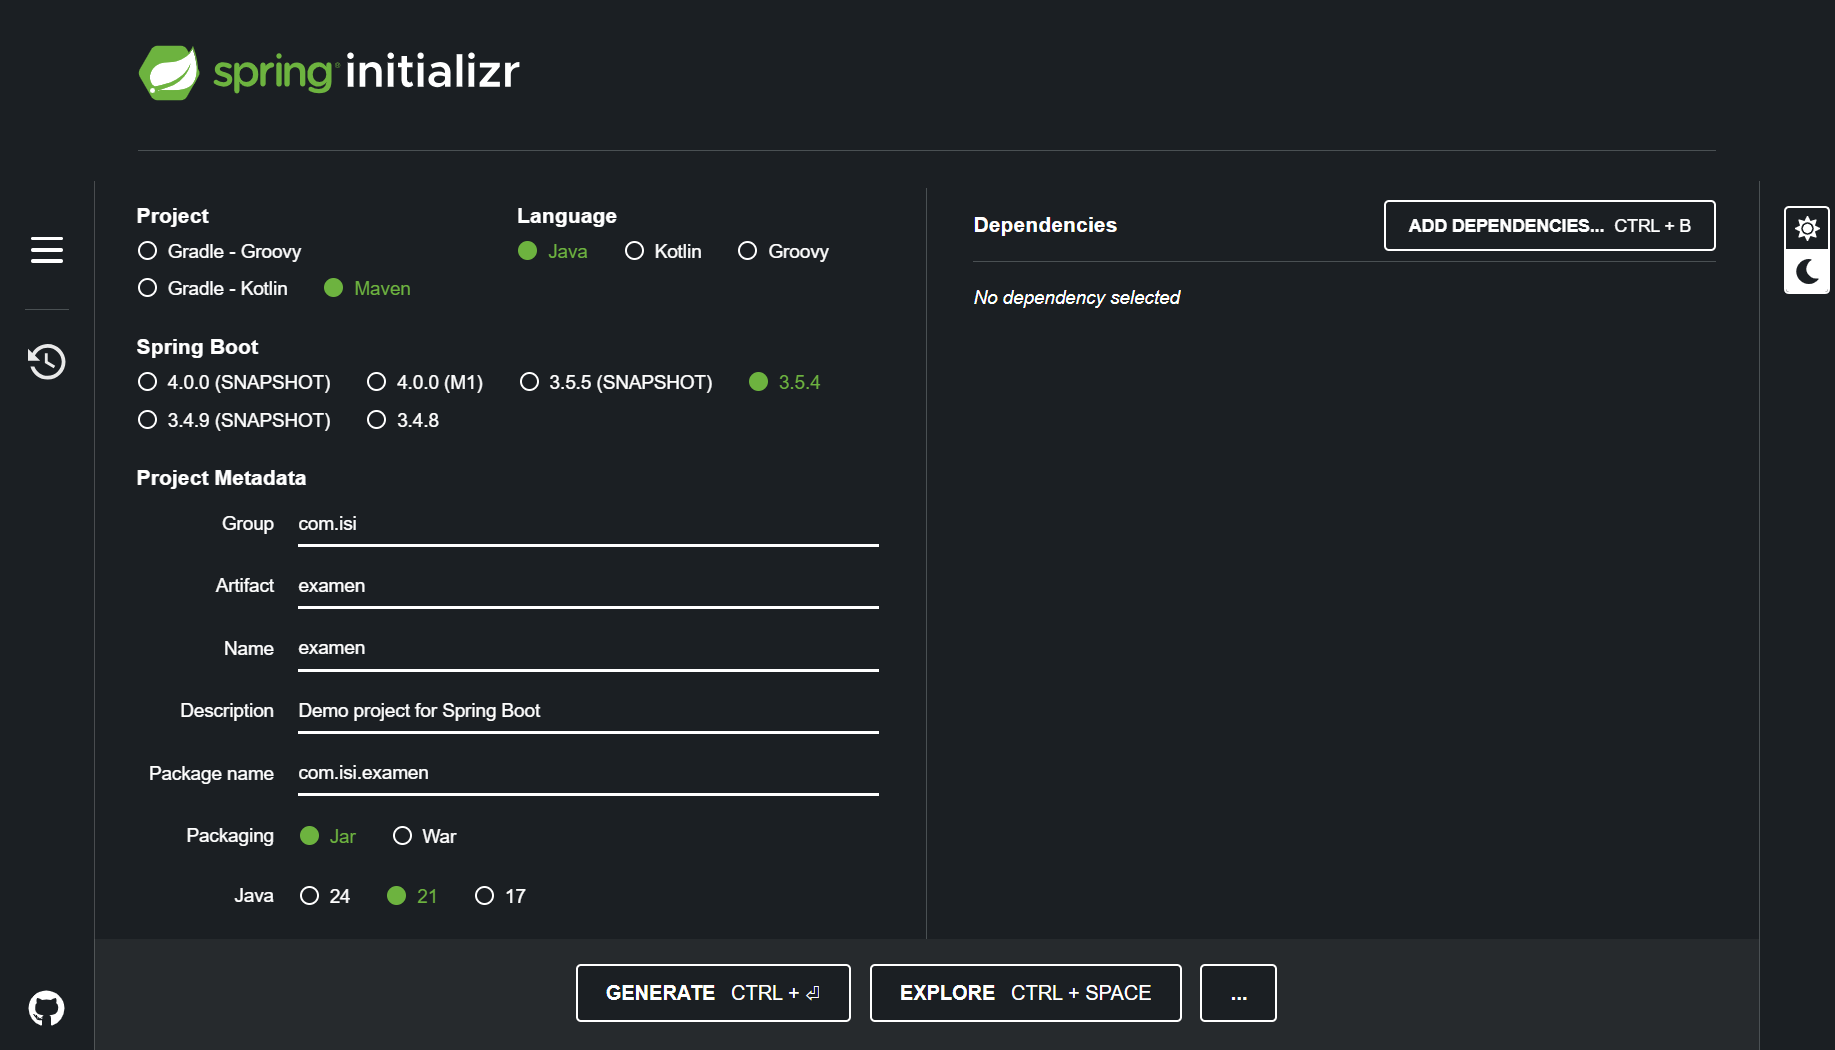 spring initializr
Project
Gradle - Groovy
Gradle - Kotlin Maven
Language
Java Kotlin Groovy
Spring Boot
4.0.0 (SNAPSHOT) 4.0.0 (M1) 3.5.5 (SNAPSHOT) 3.5.4
3.4.9 (SNAPSHOT) 3.4.8
Project Metadata
Group com.isi
Artifact examen
Name examen
Description Demo project for Spring Boot
Package name com.isi.examen
Packaging Jar War
Java 24 21 17
Dependencies
ADD DEPENDENCIES... CTRL + B
No dependency selected
GENERATE CTRL + ⏎
EXPLORE CTRL + SPACE
...